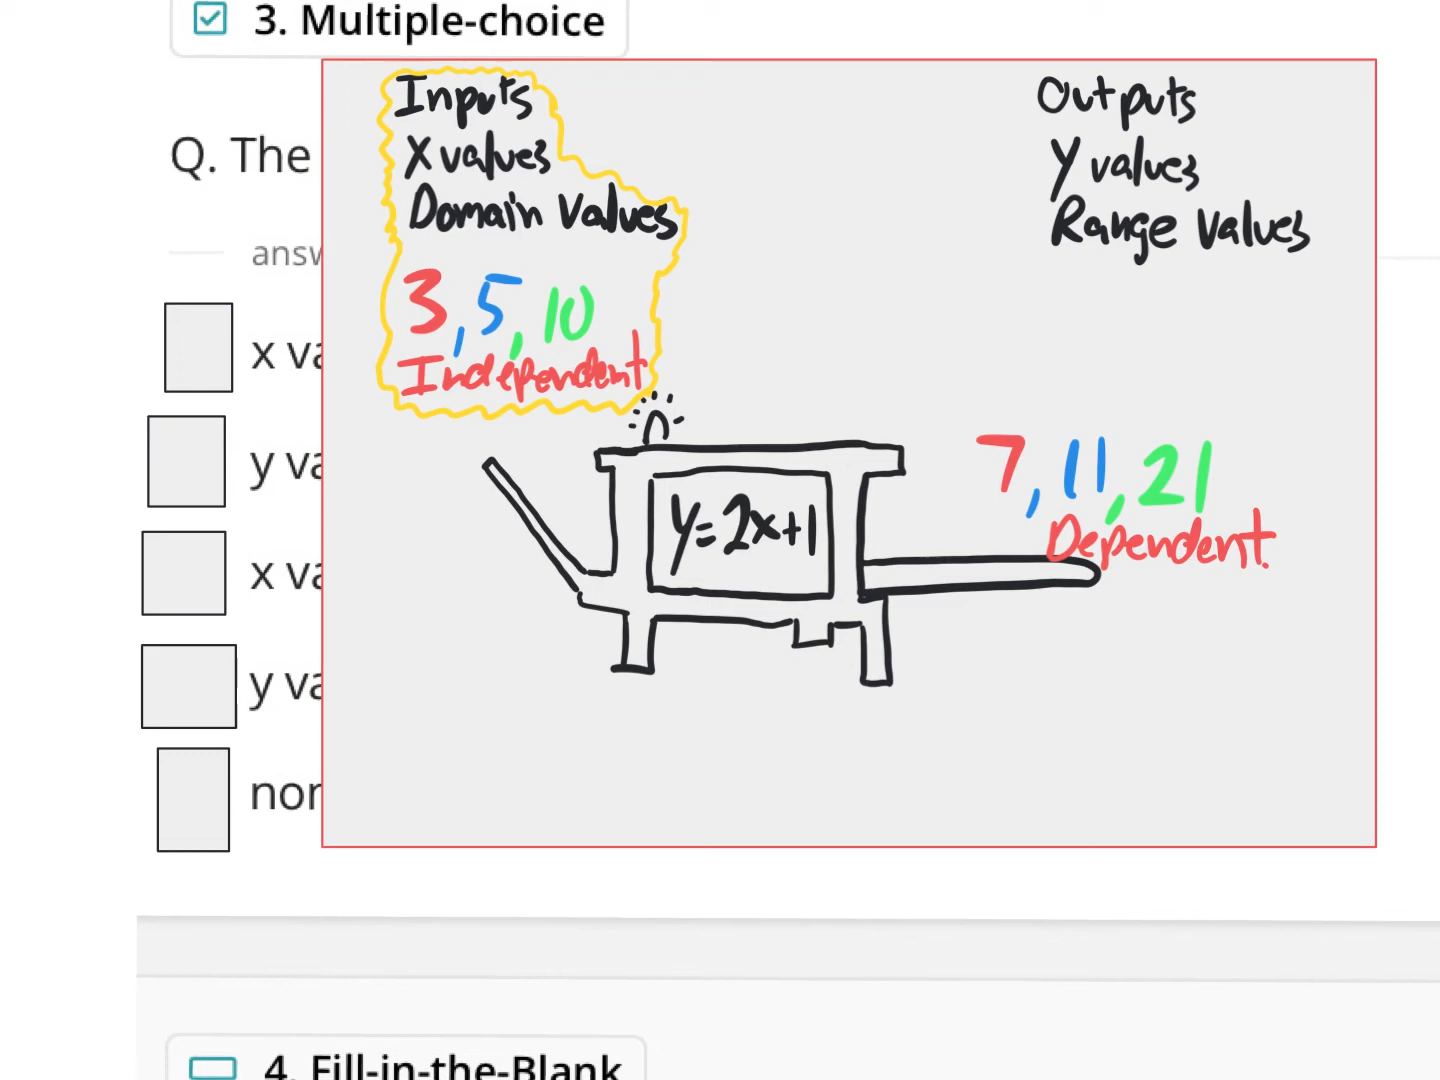 3. Multiple-choice
Q. The
Inputs
X values
Domain Values
3, 5, 10
Independent
Outputs
Y values
Range Values
7, 11, 21
Dependent
y = 2x+1
answ
x va
y va
x va
y va
non
4. Fill-in-the-Blank